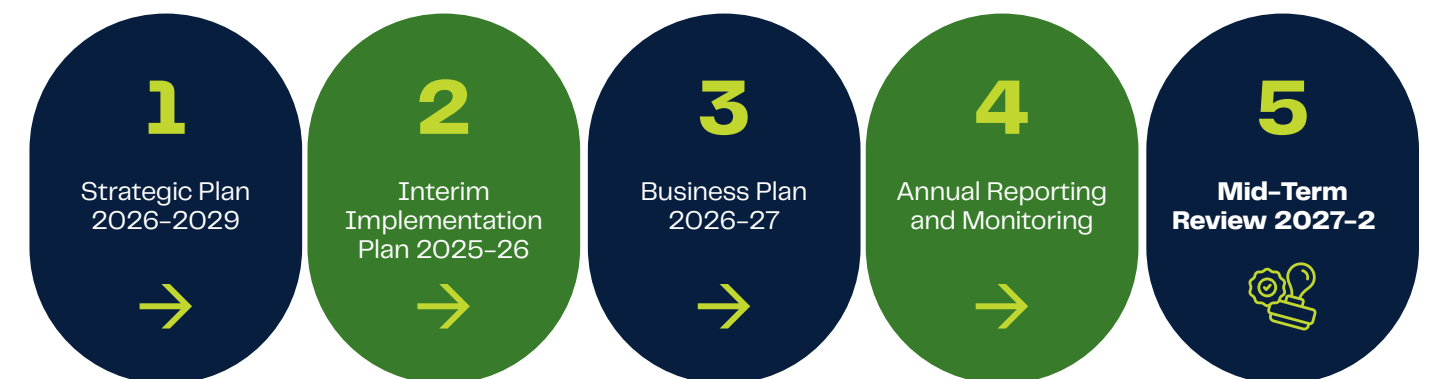 1
Strategic Plan
2026–2029
2
Interim
Implementation
Plan 2025–26
3
Business Plan
2026–27
4
Annual Reporting
and Monitoring
5
Mid-Term
Review 2027–2